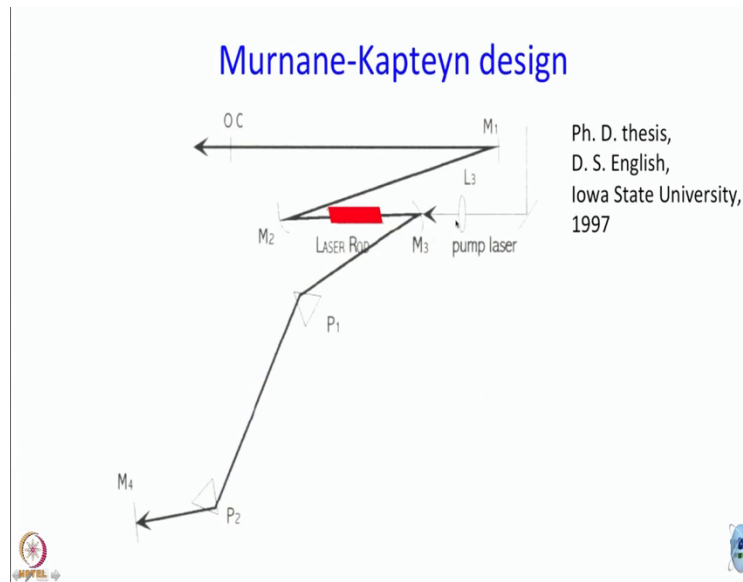 Murnane-Kapteyn design
O C
M1
Ph. D. thesis,
D. S. English,
Iowa State University,
1997
L3
M2
LASER ROD
M3
pump laser
P1
M4
P2
NPTEL